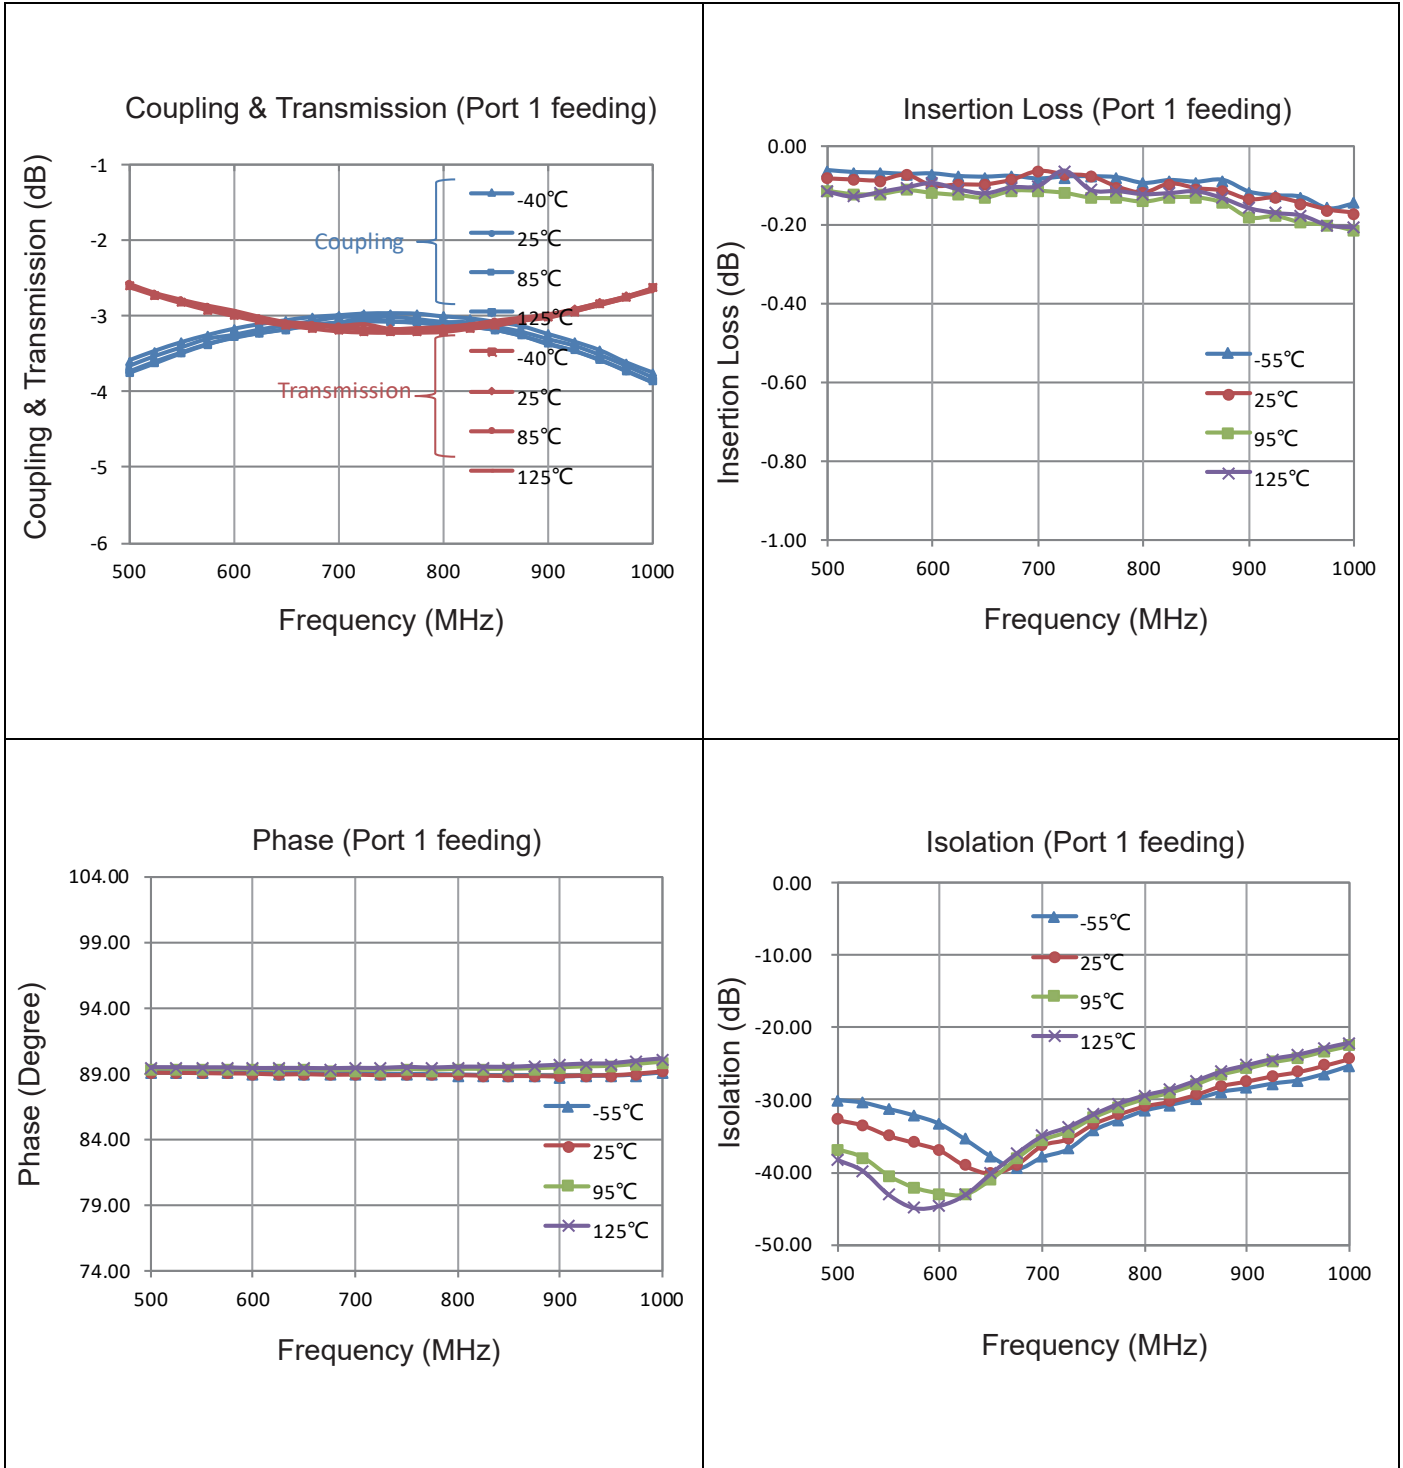 Coupling & Transmission (Port 1 feeding)
Coupling & Transmission (dB)
-1
-2
-3
-4
-5
-6
500 600 700 800 900 1000
Frequency (MHz)
Coupling
Transmission
-40℃
25℃
85℃
125℃
-40℃
25℃
85℃
125℃
Insertion Loss (Port 1 feeding)
Insertion Loss (dB)
0.00
-0.20
-0.40
-0.60
-0.80
-1.00
500 600 700 800 900 1000
Frequency (MHz)
-55℃
25℃
95℃
125℃
Phase (Port 1 feeding)
Phase (Degree)
104.00
99.00
94.00
89.00
84.00
79.00
74.00
500 600 700 800 900 1000
Frequency (MHz)
-55℃
25℃
95℃
125℃
Isolation (Port 1 feeding)
Isolation (dB)
0.00
-10.00
-20.00
-30.00
-40.00
-50.00
500 600 700 800 900 1000
Frequency (MHz)
-55℃
25℃
95℃
125℃